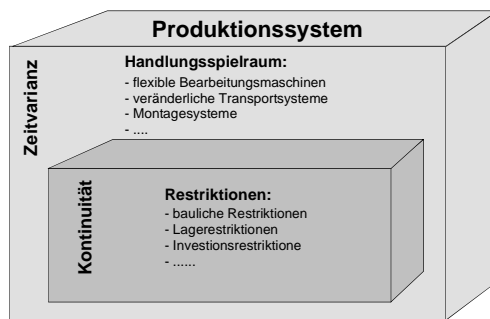 Produktionssystem
Zeitvarianz
Handlungsspielraum:
- flexible Bearbeitungsmaschinen
- veränderliche Transportsysteme
- Montagesysteme
- ....
Kontinuität
Restriktionen:
- bauliche Restriktionen
- Lagerestriktionen
- Investionsrestriktione
- ......